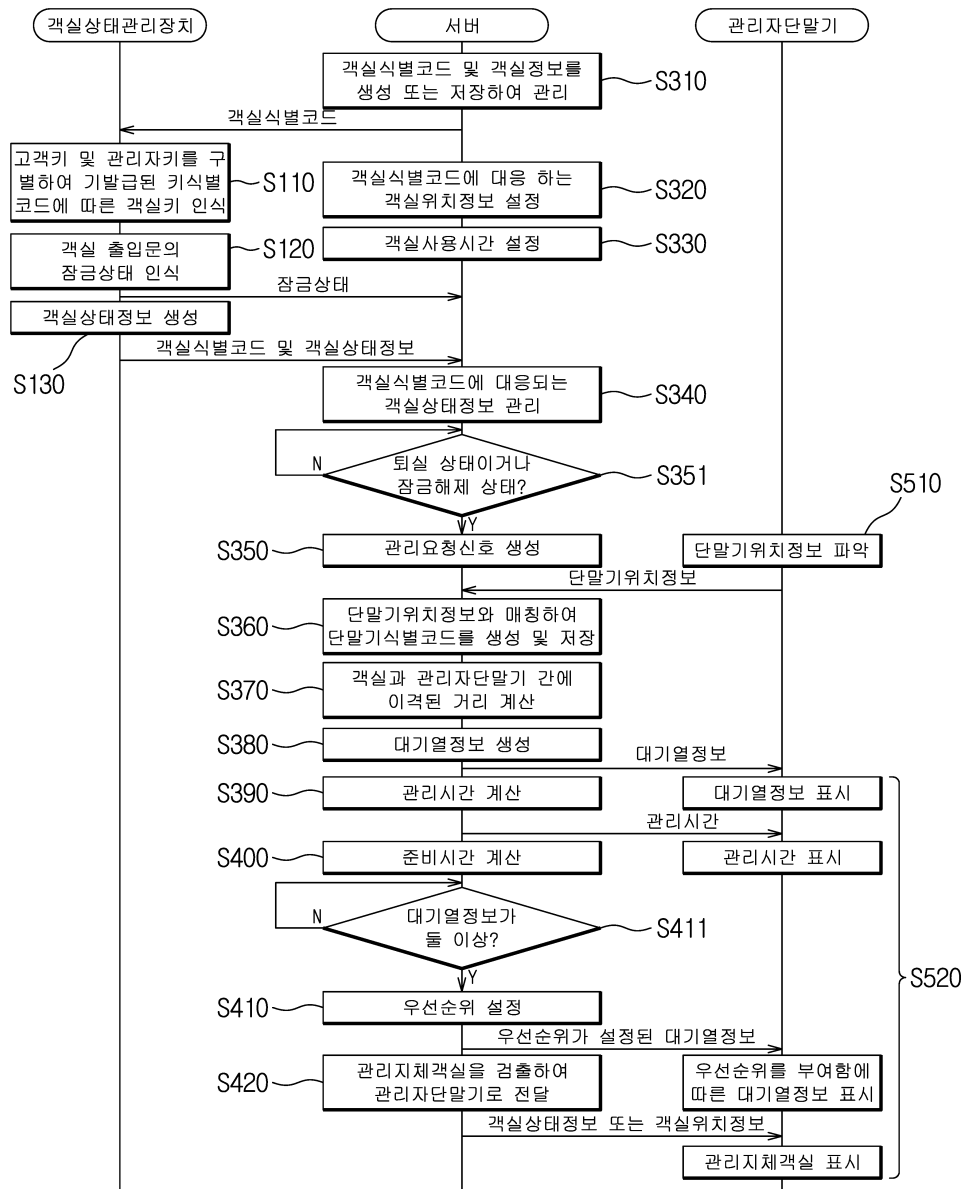 객실상태관리장치
서버
관리자단말기
객실식별코드 및 객실정보를
생성 또는 저장하여 관리
S310
객실식별코드
고객키 및 관리자키를 구
별하여 기발급된 키식별
코드에 따른 객실키 인식
S110
객실식별코드에 대응 하는
객실위치정보 설정
S320
객실 출입문의
잠금상태 인식
S120
객실사용시간 설정
S330
잠금상태
객실상태정보 생성
S130
객실식별코드 및 객실상태정보
객실식별코드에 대응되는
객실상태정보 관리
S340
N
퇴실 상태이거나
잠금해제 상태?
S351
Y
S350
관리요청신호 생성
S510
단말기위치정보 파악
단말기위치정보
S360
단말기위치정보와 매칭하여
단말기식별코드를 생성 및 저장
S370
객실과 관리자단말기 간에
이격된 거리 계산
S380
대기열정보 생성
대기열정보
S390
관리시간 계산
대기열정보 표시
관리시간
S400
준비시간 계산
관리시간 표시
N
대기열정보가
둘 이상?
S411
Y
S520
S410
우선순위 설정
우선순위가 설정된 대기열정보
S420
관리지체객실을 검출하여
관리자단말기로 전달
우선순위를 부여함에
따른 대기열정보 표시
객실상태정보 또는 객실위치정보
관리지체객실 표시